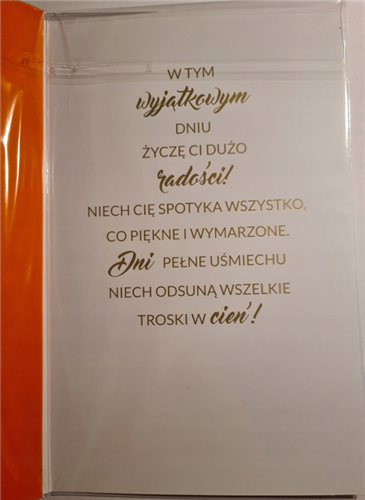 W TYM
wyjątkowym
DNIU
ŻYCZĘ CI DUŻO
radości!
NIECH CIĘ SPOTYKA WSZYSTKO,
CO PIĘKNE I WYMARZONE.
Dni PEŁNE UŚMIECHU
NIECH ODSUNĄ WSZELKIE
TROSKI W cień!